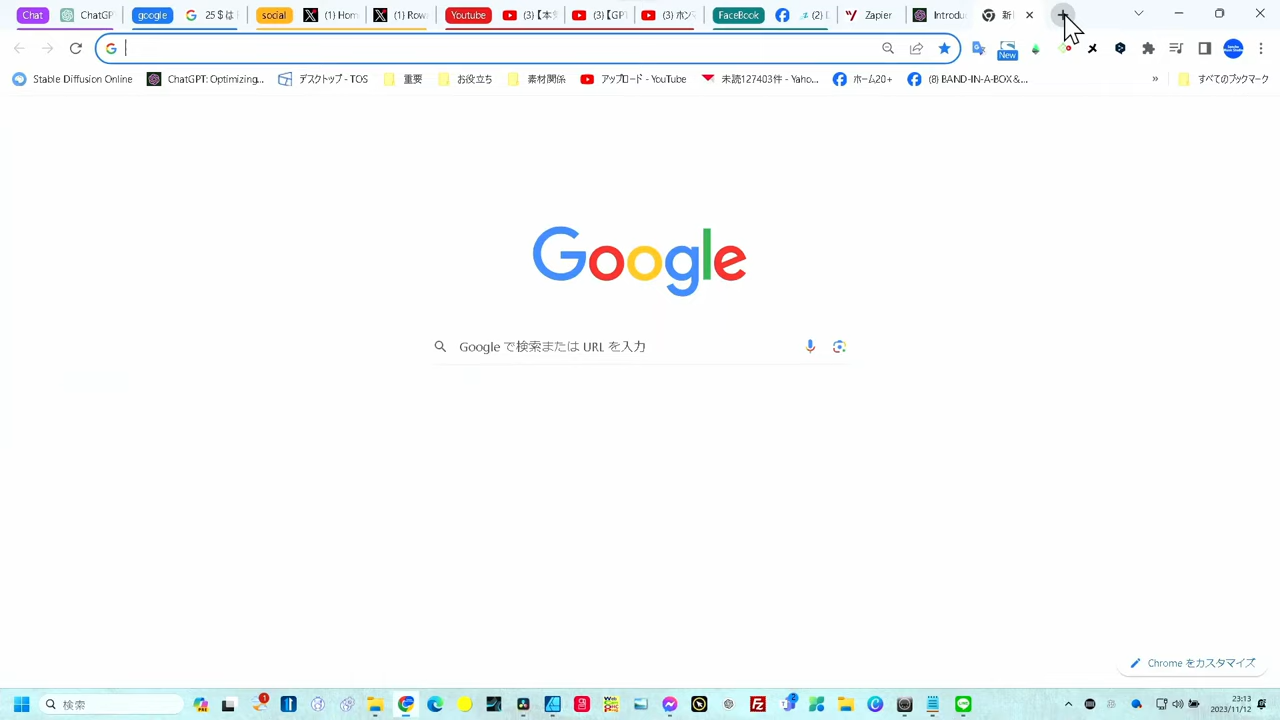 Chat ChatGP google 25＄は social (1) Hom (1) Row Youtube (3)【本 (3)【GP (3) ホン FaceBook (2) Zapier Introdu 新し
New
Stable Diffusion Online ChatGPT: Optimizing... デスクトップ - TOS 重要 お役立ち 素材関係 アップロード - YouTube 未読127403件 - Yaho... ホーム20+ (8) BAND-IN-A-BOX＆... » すべてのブックマーク
Google
Google で検索または URL を入力
Chrome をカスタマイズ
検索 23:13
2023/11/12